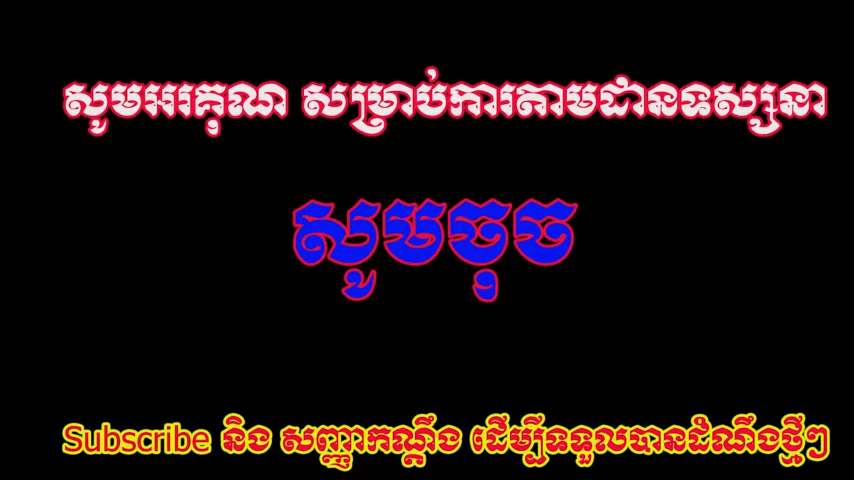 សូមអរគុណ សម្រាប់ការតាមដានទស្សនា
សូមចុច
Subscribe និង សញ្ញាកណ្ដឹង ដើម្បីទទួលបានដំណឹងថ្មីៗ